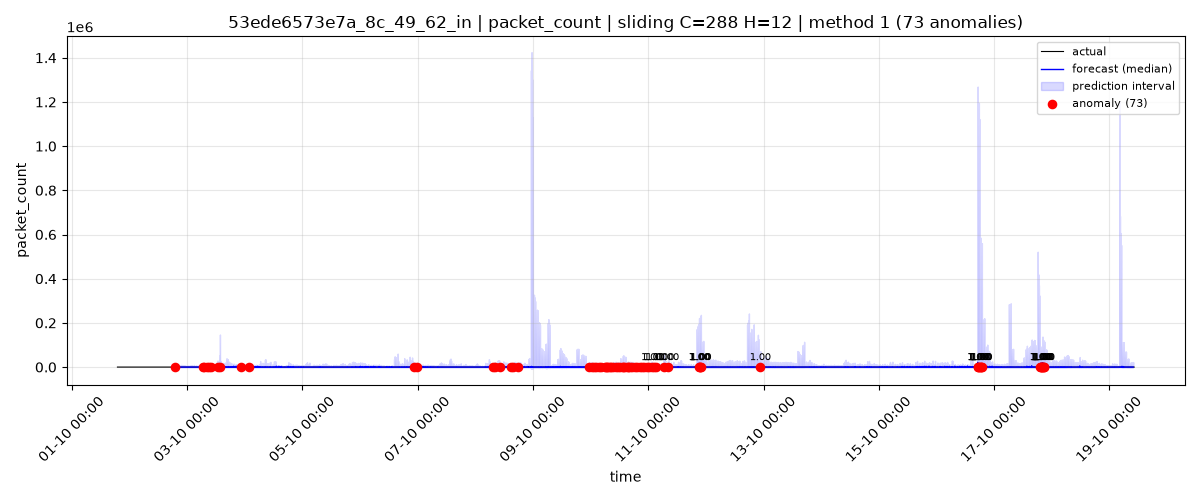 53ede6573e7a_8c_49_62_in | packet_count | sliding C=288 H=12 | method 1 (73 anomalies)
1e6
actual
forecast (median)
prediction interval
anomaly (73)
packet_count
1.4
1.2
1.0
0.8
0.6
0.4
0.2
0.0
1.00
1.00
01-10 00:00
03-10 00:00
05-10 00:00
07-10 00:00
09-10 00:00
11-10 00:00
13-10 00:00
15-10 00:00
17-10 00:00
19-10 00:00
time